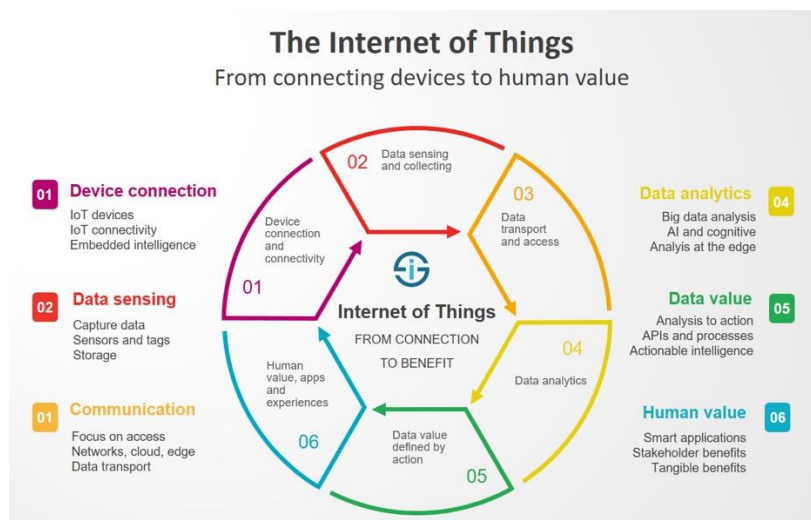 The Internet of Things
From connecting devices to human value
01
Device connection
IoT devices
IoT connectivity
Embedded intelligence
02
Data sensing
Capture data
Sensors and tags
Storage
01
Communication
Focus on access
Networks, cloud, edge
Data transport
Device
connection
and
connectivity
01
02
Data sensing
and collecting
03
Data
transport
and access
04
Data analytics
Data value
defined by
action
05
Human
value, apps
and
experiences
06
SiG
Internet of Things
FROM CONNECTION
TO BENEFIT
Data analytics
04
Big data analysis
AI and cognitive
Analyis at the edge
Data value
05
Analysis to action
APIs and processes
Actionable intelligence
Human value
06
Smart applications
Stakeholder benefits
Tangible benefits